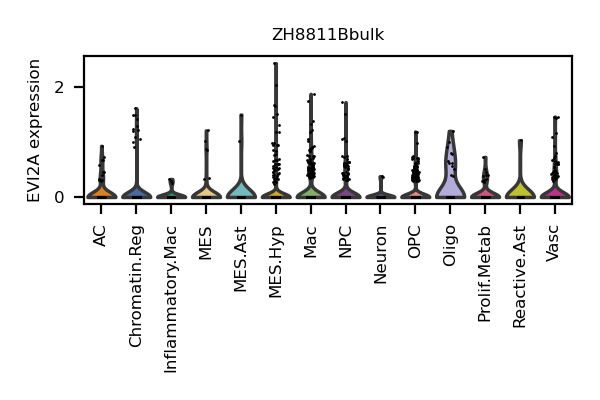 ZH8811Bbulk
EVI2A expression
2
0
AC
Chromatin.Reg
Inflammatory.Mac
MES
MES.Ast
MES.Hyp
Mac
NPC
Neuron
OPC
Oligo
Prolif.Metab
Reactive.Ast
Vasc